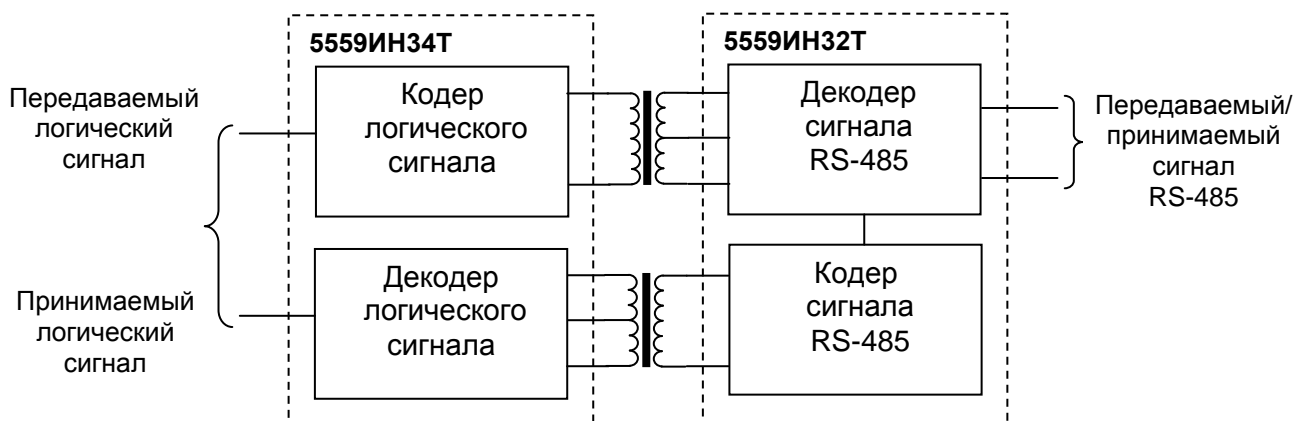 5559ИН34Т
5559ИН32Т
Передаваемый
логический
сигнал
Кодер
логического
сигнала
Декодер
сигнала
RS-485
Передаваемый/
принимаемый
сигнал
RS-485
Принимаемый
логический
сигнал
Декодер
логического
сигнала
Кодер
сигнала
RS-485